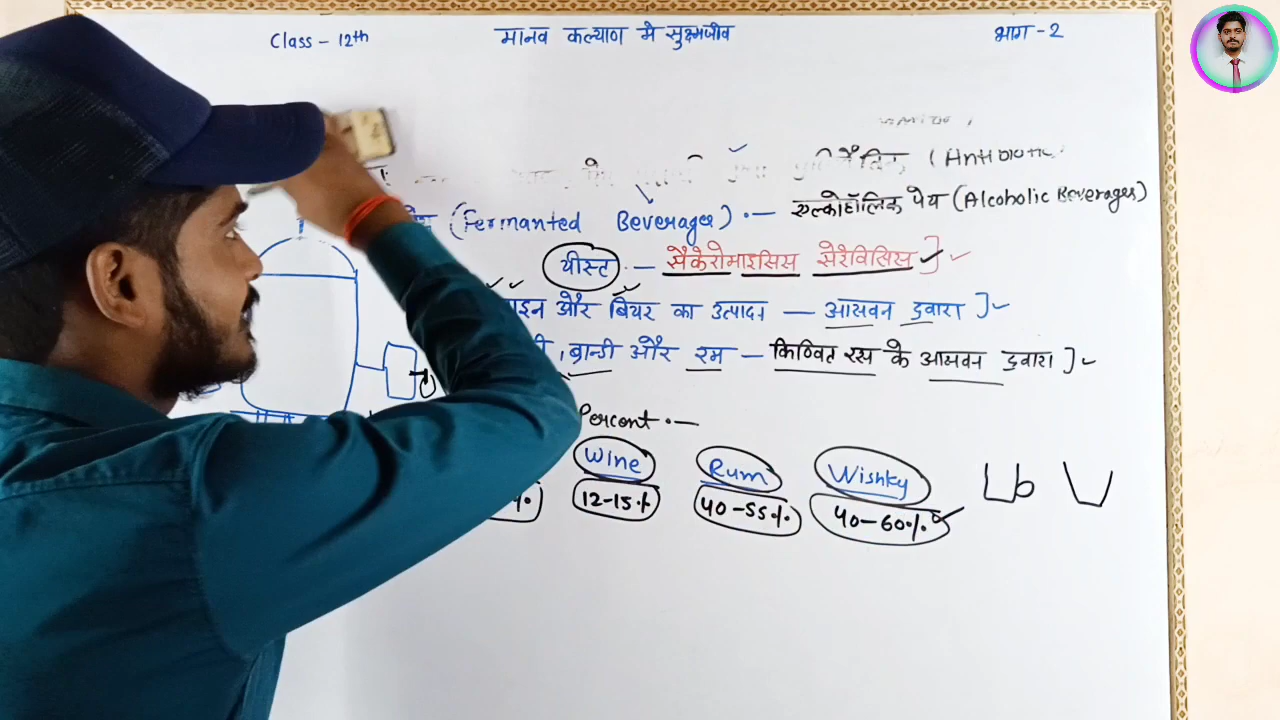 Class - 12th मानव कल्याण मे सुक्ष्मजीव भाग - 2
(Antibiotic
(Fermanted Beverages) :— एल्कोहॉलिक पेय (Alcoholic Beverages)
यीस्ट — सैकेरोमाइसिस सेरेविसिस]
और बियर का उत्पादन — आसवन द्वारा]
, ब्रान्डी और रम — किण्वित रस के आसवन द्वारा]
Percent :—
Wine Rum Wishky
12-15% 40-55% 40-60%